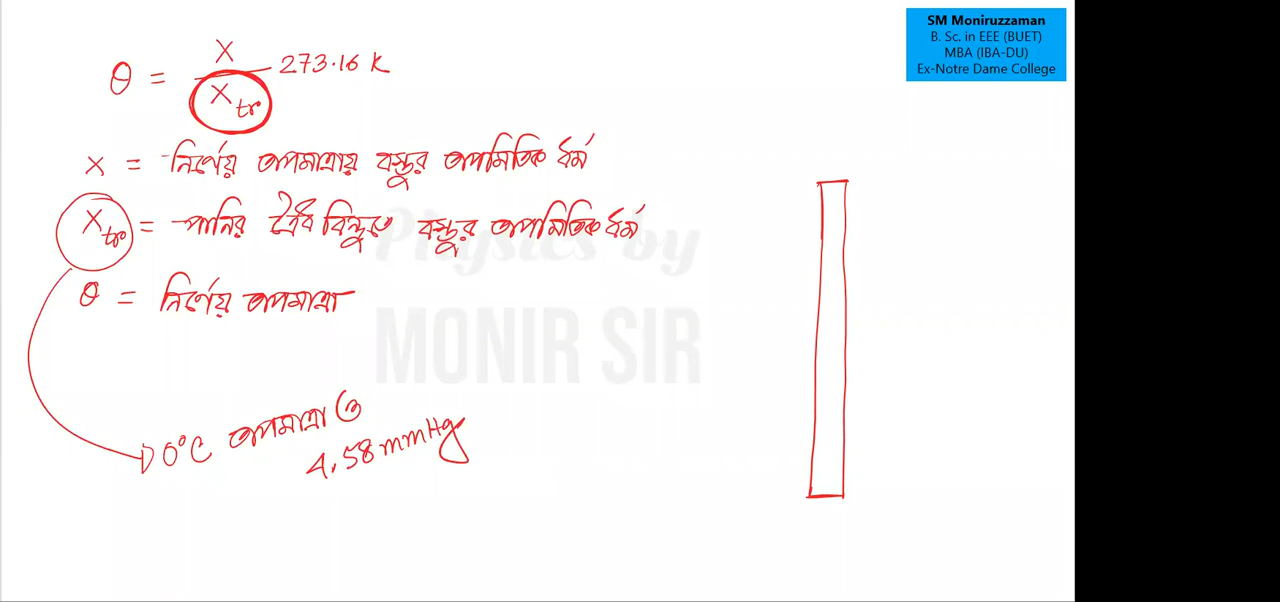 SM Moniruzzaman
B. Sc. in EEE (BUET)
MBA (IBA-DU)
Ex-Notre Dame College
θ = X / X_tr 273.16 K
X = নির্ণেয় তাপমাত্রায় বস্তুর তাপমিতিক ধর্ম
X_tr = পানির ত্রৈধ বিন্দুতে বস্তুর তাপমিতিক ধর্ম
θ = নির্ণেয় তাপমাত্রা
0°C তাপমাত্রা ও
4.58 mmHg
Physics by
MONIR SIR